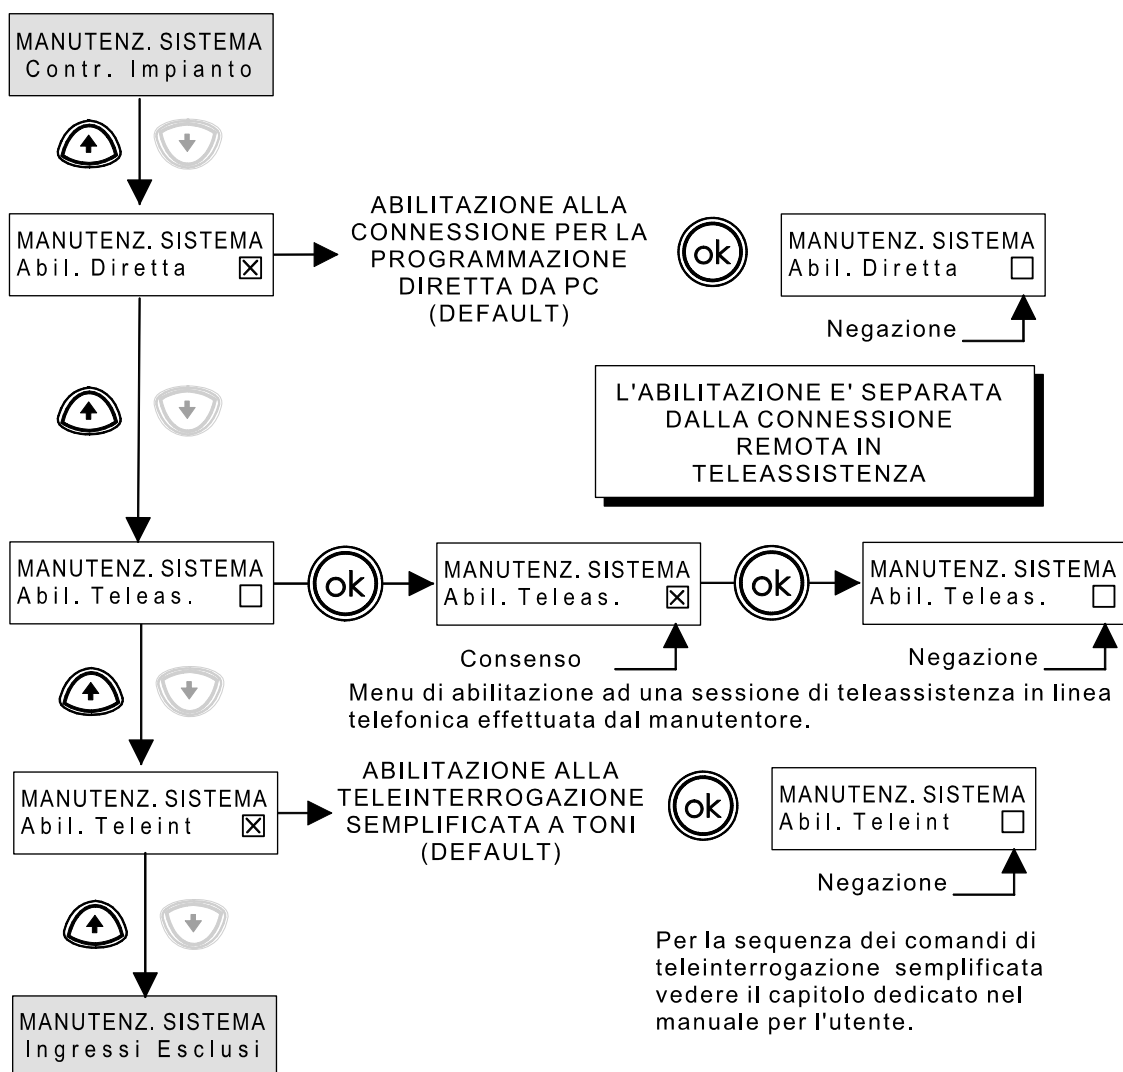 MANUTENZ. SISTEMA
Contr. Impianto
MANUTENZ. SISTEMA
Abil. Diretta
ABILITAZIONE ALLA
CONNESSIONE PER LA
PROGRAMMAZIONE
DIRETTA DA PC
(DEFAULT)
ok
MANUTENZ. SISTEMA
Abil. Diretta
Negazione
L'ABILITAZIONE E' SEPARATA
DALLA CONNESSIONE
REMOTA IN
TELEASSISTENZA
MANUTENZ. SISTEMA
Abil. Teleas.
ok
MANUTENZ. SISTEMA
Abil. Teleas.
ok
MANUTENZ. SISTEMA
Abil. Teleas.
Consenso
Negazione
Menu di abilitazione ad una sessione di teleassistenza in linea
telefonica effettuata dal manutentore.
MANUTENZ. SISTEMA
Abil. Teleint
ABILITAZIONE ALLA
TELEINTERROGAZIONE
SEMPLIFICATA A TONI
(DEFAULT)
ok
MANUTENZ. SISTEMA
Abil. Teleint
Negazione
Per la sequenza dei comandi di
teleinterrogazione semplificata
vedere il capitolo dedicato nel
manuale per l'utente.
MANUTENZ. SISTEMA
Ingressi Esclusi